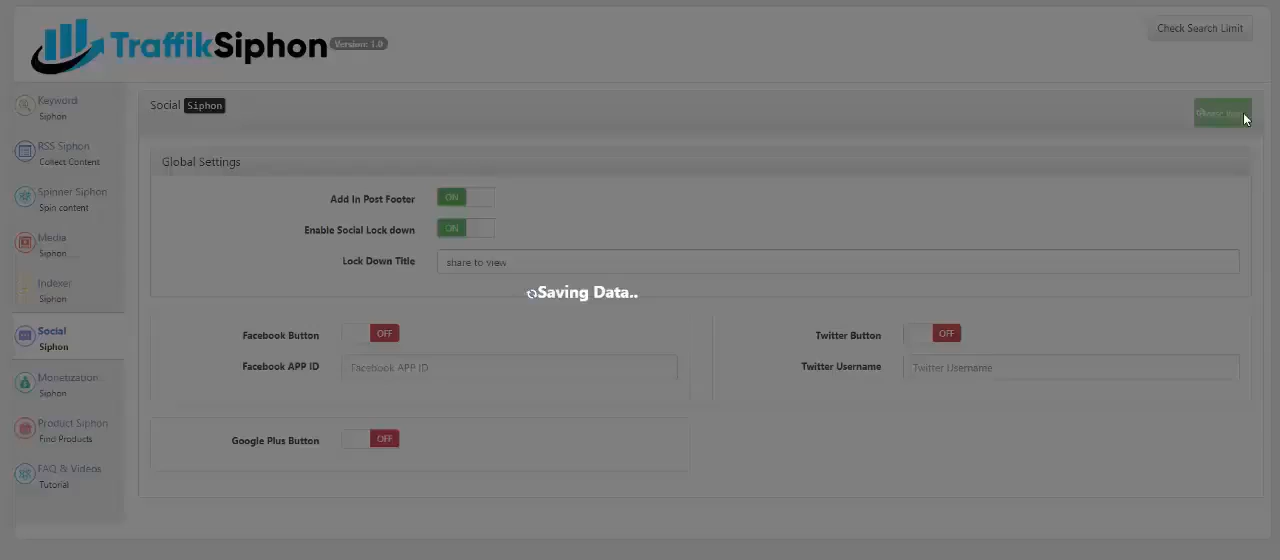 TraffikSiphon Version: 1.0
Check Search Limit
Keyword
Siphon
RSS Siphon
Collect Content
Spinner Siphon
Spin content
Media
Siphon
Indexer
Siphon
Social
Siphon
Monetization
Siphon
Product Siphon
Find Products
FAQ & Videos
Tutorial
Social Siphon
Global Settings
Add In Post Footer ON
Enable Social Lock down ON
Lock Down Title share to view
Saving Data..
Facebook Button OFF
Facebook APP ID Facebook APP ID
Twitter Button OFF
Twitter Username Twitter Username
Google Plus Button OFF